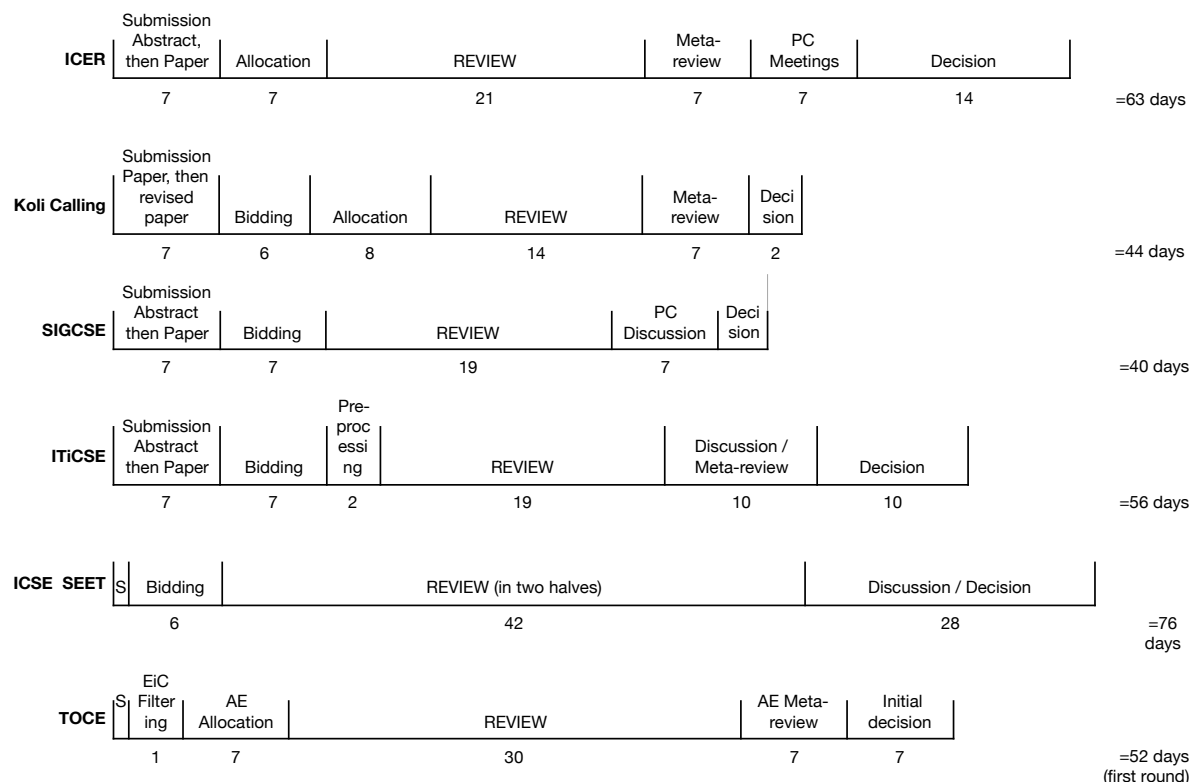 Submission
Abstract,
then Paper
Meta-
review
PC
Meetings
ICER
Allocation
REVIEW
Decision
7
7
21
7
7
14
=63 days
Submission
Paper, then
revised
paper
Meta-
review
Deci
sion
Koli Calling
Bidding
Allocation
REVIEW
7
6
8
14
7
2
=44 days
Submission
Abstract
then Paper
PC
Discussion
Deci
sion
SIGCSE
Bidding
REVIEW
7
7
19
7
=40 days
Submission
Abstract
then Paper
Pre-
proc
essi
ng
Discussion /
Meta-review
ITiCSE
Bidding
REVIEW
Decision
7
7
2
19
10
10
=56 days
ICSE SEET
S
Bidding
REVIEW (in two halves)
Discussion / Decision
6
42
28
=76
days
TOCE
S
EiC
Filter
ing
AE
Allocation
REVIEW
AE Meta-
review
Initial
decision
1
7
30
7
7
=52 days
(first round)